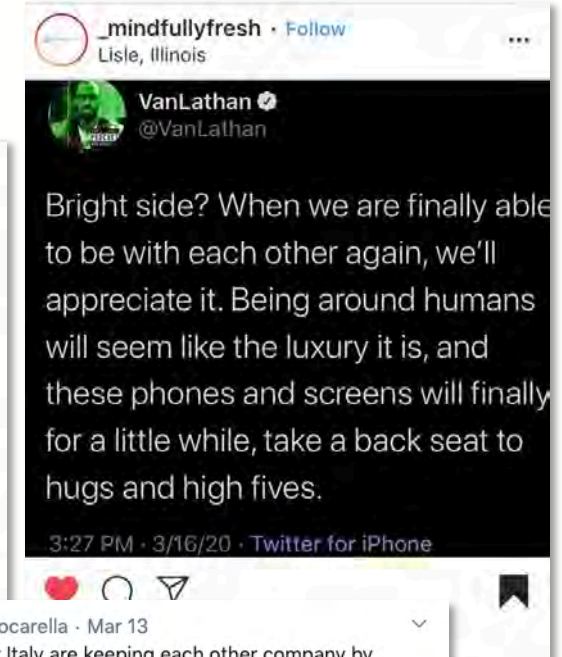 _mindfullyfresh · Follow
Lisle, Illinois
VanLathan
@VanLathan
Bright side? When we are finally able
to be with each other again, we'll
appreciate it. Being around humans
will seem like the luxury it is, and
these phones and screens will finally
for a little while, take a back seat to
hugs and high fives.
3:27 PM · 3/16/20 · Twitter for iPhone
ocarella · Mar 13
Italy are keeping each other company by